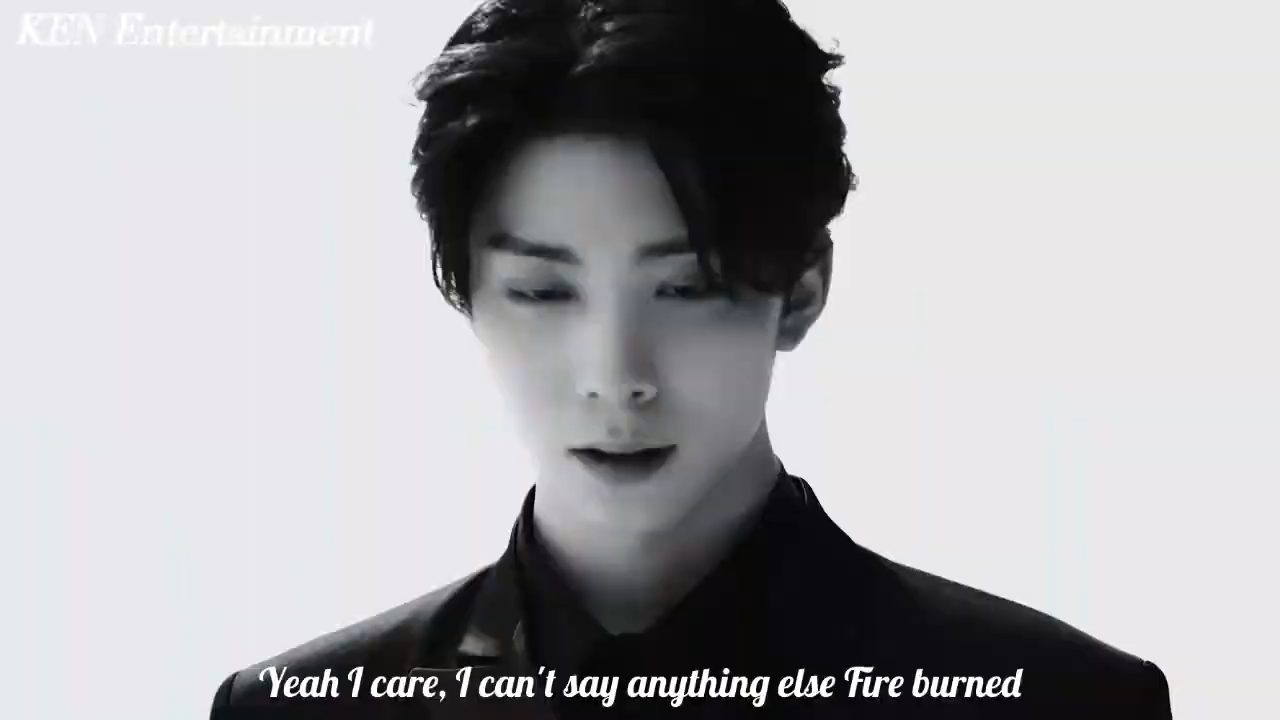 KEN Entertainment
Yeah I care, I can't say anything else Fire burned